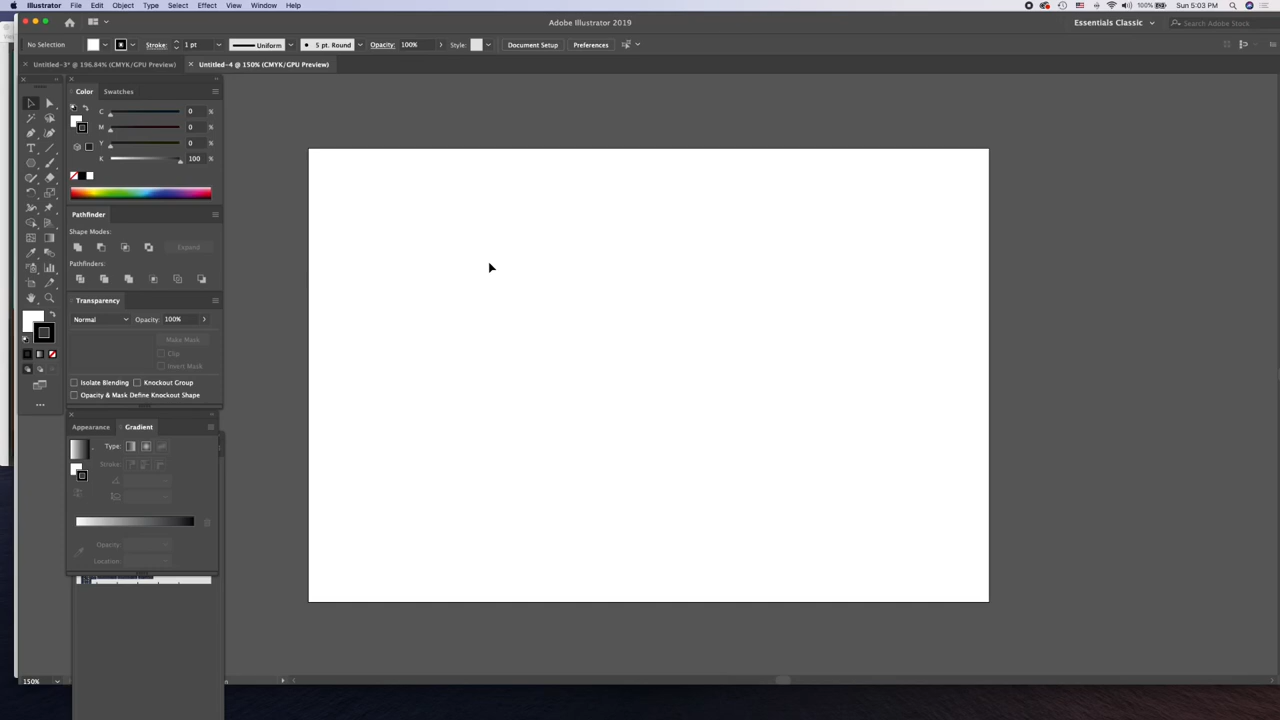 Illustrator File Edit Object Type Select Effect View Window Help
100% Sun 5:03 PM
Adobe Illustrator 2019
Essentials Classic
Search Adobe Stock
No Selection
Stroke: 1 pt
Uniform
5 pt. Round
Opacity: 100%
Style:
Document Setup
Preferences
Untitled-3* @ 196.84% (CMYK/GPU Preview)
Untitled-4 @ 150% (CMYK/GPU Preview)
Color Swatches
C 0 %
M 0 %
Y 0 %
K 100 %
Pathfinder
Shape Modes:
Expand
Pathfinders:
Transparency
Normal Opacity: 100%
Make Mask
Clip
Invert Mask
Isolate Blending Knockout Group
Opacity & Mask Define Knockout Shape
Appearance Gradient
Type:
Stroke:
Opacity:
Location:
150%